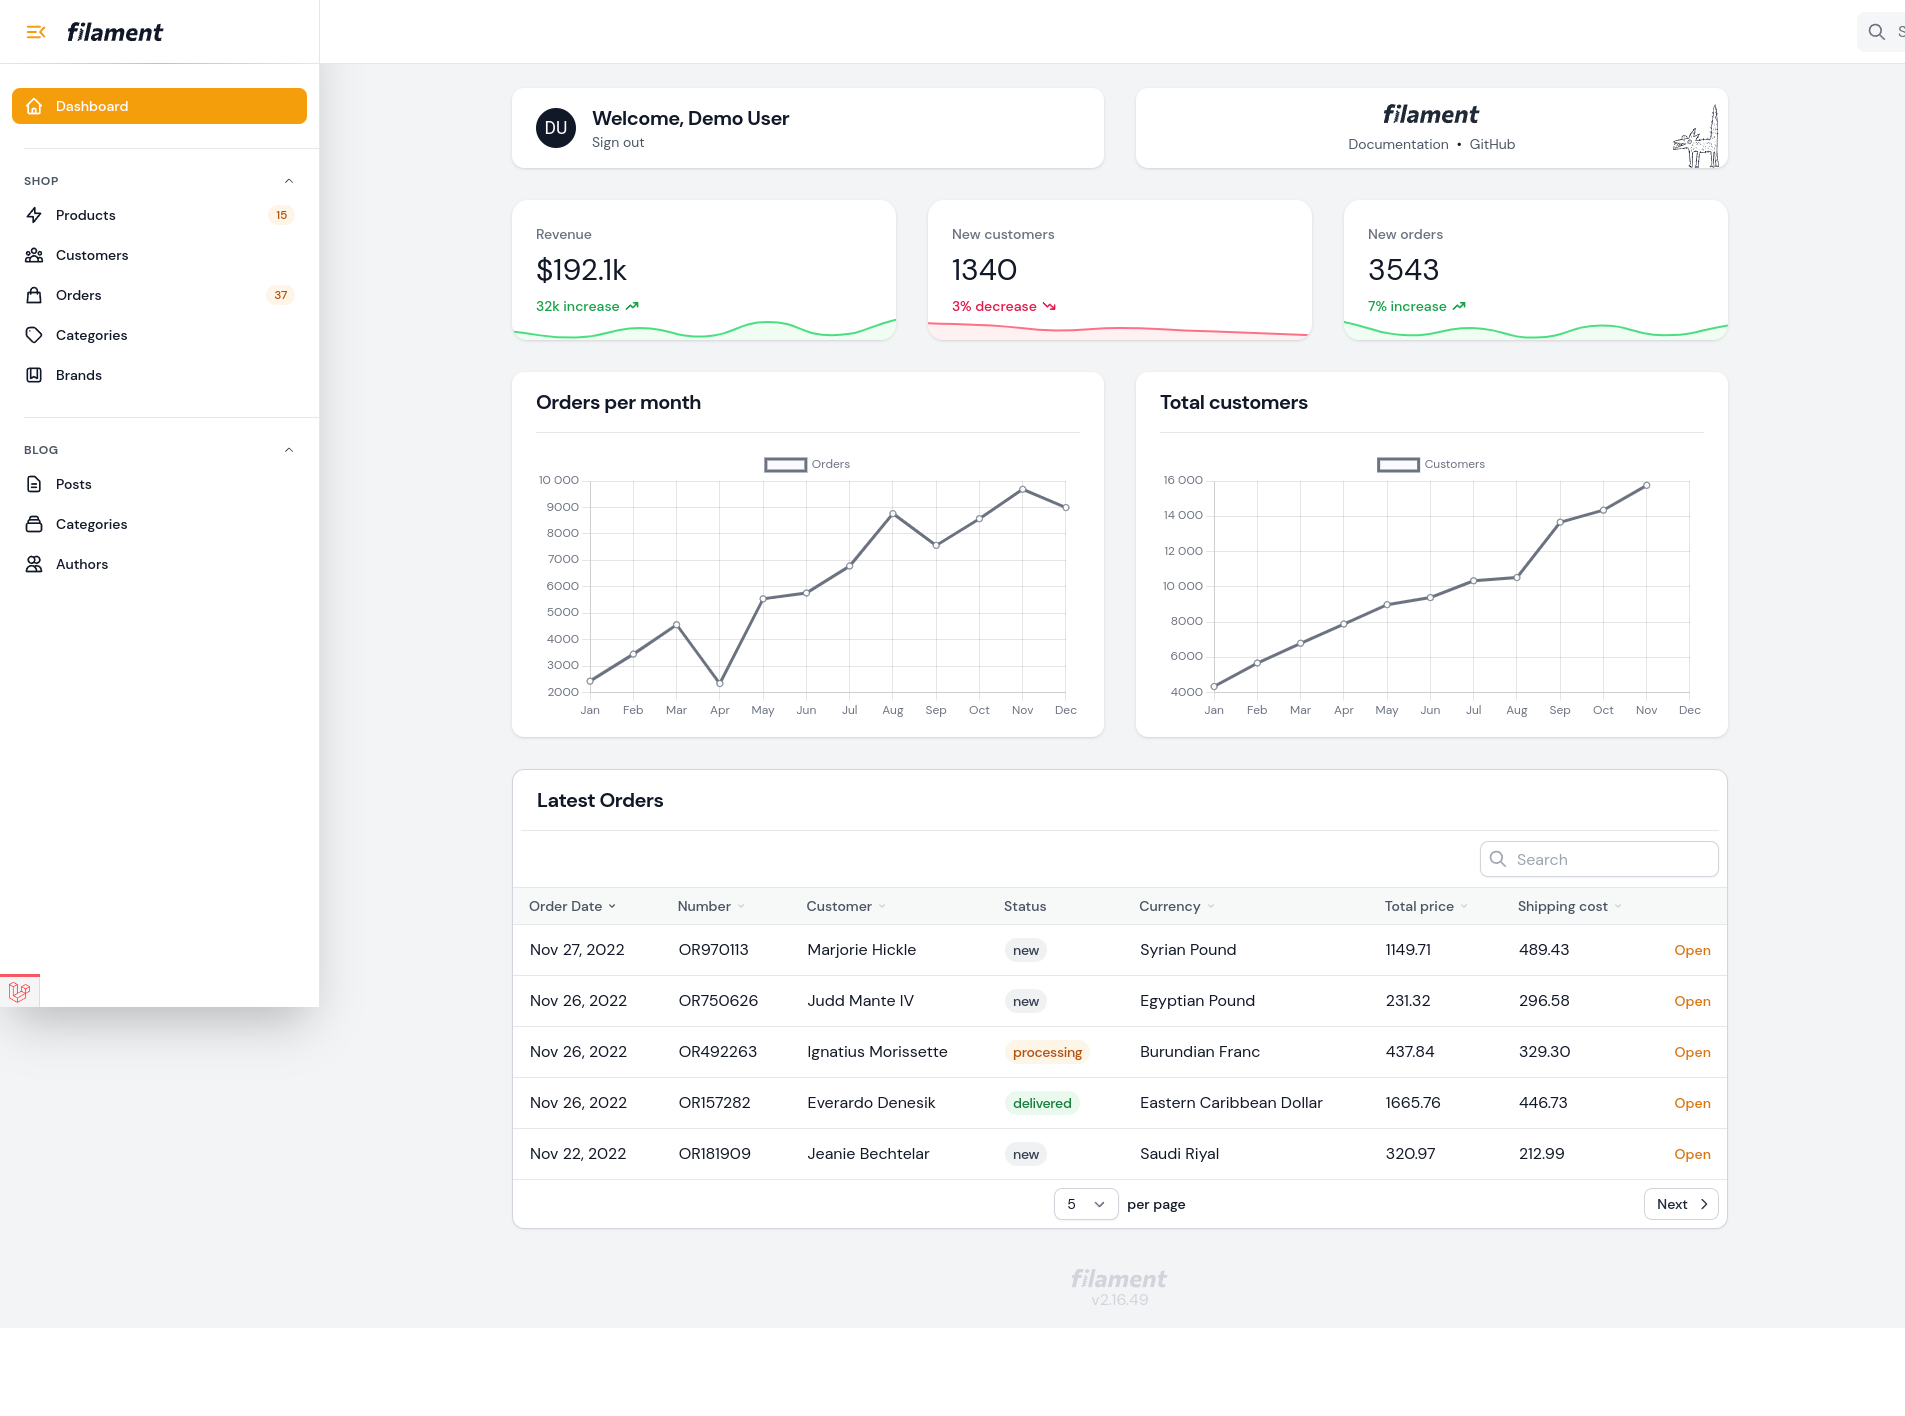 filament
Dashboard
SHOP
Products 15
Customers
Orders 37
Categories
Brands
BLOG
Posts
Categories
Authors
DU
Welcome, Demo User
Sign out
filament
Documentation • GitHub
Revenue
$192.1k
32k increase
New customers
1340
3% decrease
New orders
3543
7% increase
Orders per month
Orders
10 000
9000
8000
7000
6000
5000
4000
3000
2000
Jan Feb Mar Apr May Jun Jul Aug Sep Oct Nov Dec
Total customers
Customers
16 000
14 000
12 000
10 000
8000
6000
4000
Jan Feb Mar Apr May Jun Jul Aug Sep Oct Nov Dec
Latest Orders
Search
Order Date Number Customer Status Currency Total price Shipping cost
Nov 27, 2022 OR970113 Marjorie Hickle new Syrian Pound 1149.71 489.43 Open
Nov 26, 2022 OR750626 Judd Mante IV new Egyptian Pound 231.32 296.58 Open
Nov 26, 2022 OR492263 Ignatius Morissette processing Burundian Franc 437.84 329.30 Open
Nov 26, 2022 OR157282 Everardo Denesik delivered Eastern Caribbean Dollar 1665.76 446.73 Open
Nov 22, 2022 OR181909 Jeanie Bechtelar new Saudi Riyal 320.97 212.99 Open
5 per page Next
filament
v2.16.49